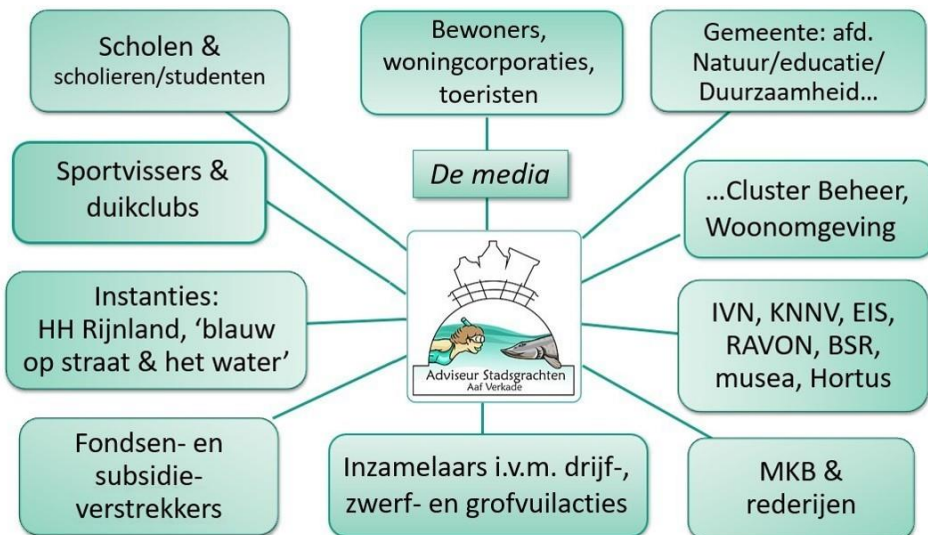 Scholen &
scholieren/studenten
Bewoners,
woningcorporaties,
toeristen
Gemeente: afd.
Natuur/educatie/
Duurzaamheid...
Sportvissers &
duikclubs
De media
...Cluster Beheer,
Woonomgeving
Instanties:
HH Rijnland, ‘blauw
op straat & het water’
Adviseur Stadsgrachten
Aaf Verkade
IVN, KNNV, EIS,
RAVON, BSR,
musea, Hortus
Fondsen- en
subsidie-
verstrekkers
Inzamelaars i.v.m. drijf-,
zwerf- en grofvuilacties
MKB &
rederijen